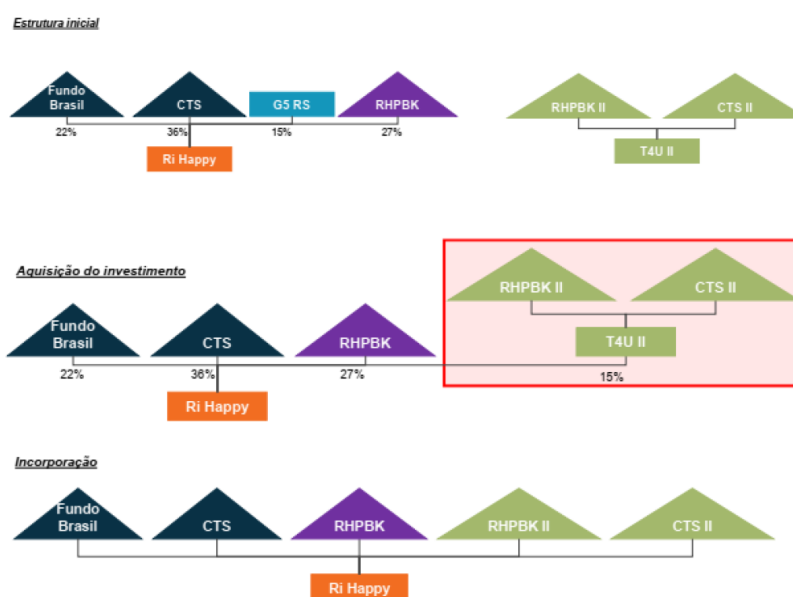 Estrutura inicial
Fundo
Brasil
CTS
G5 RS
RHPBK
RHPBK II
CTS II
22%
36%
15%
27%
Ri Happy
T4U II
Aquisição do investimento
RHPBK II
CTS II
Fundo
Brasil
CTS
RHPBK
T4U II
22%
36%
27%
15%
Ri Happy
Incorporação
Fundo
Brasil
CTS
RHPBK
RHPBK II
CTS II
Ri Happy